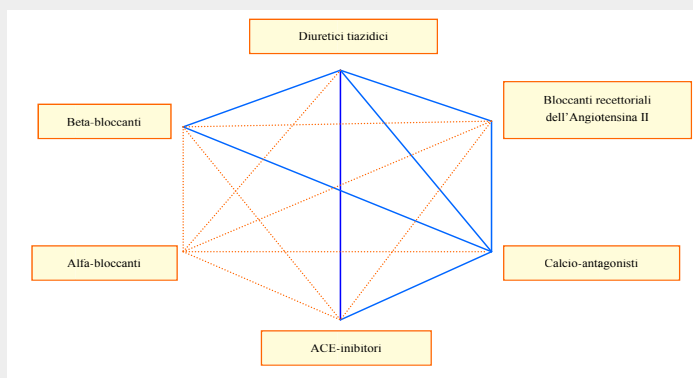 Diuretici tiazidici
Beta-bloccanti
Bloccanti recettoriali
dell'Angiotensina II
Alfa-bloccanti
Calcio-antagonisti
ACE-inibitori